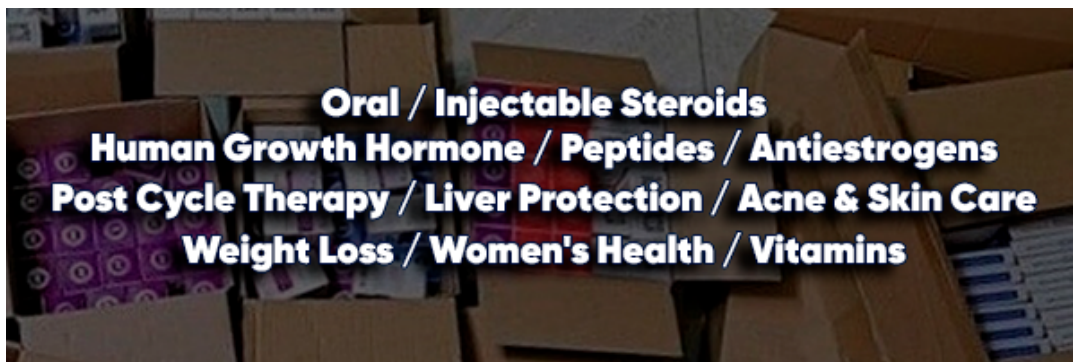 Oral / Injectable Steroids
Human Growth Hormone / Peptides / Antiestrogens
Post Cycle Therapy / Liver Protection / Acne & Skin Care
Weight Loss / Women's Health / Vitamins